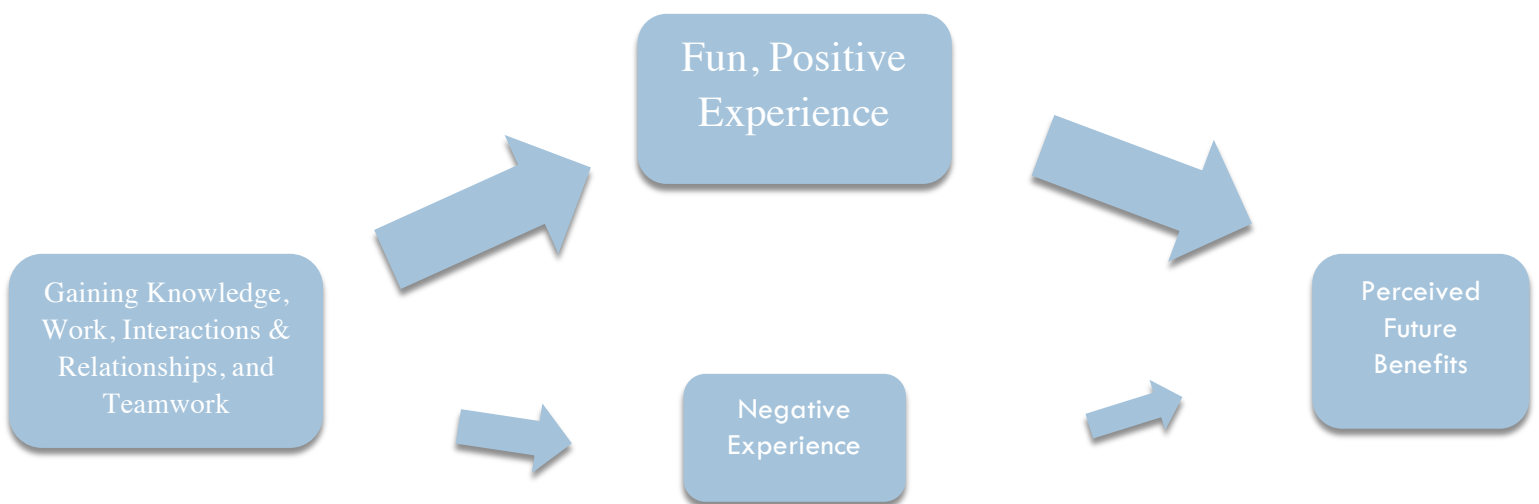 Fun, Positive
Experience
Gaining Knowledge,
Work, Interactions &
Relationships, and
Teamwork
Negative
Experience
Perceived
Future
Benefits